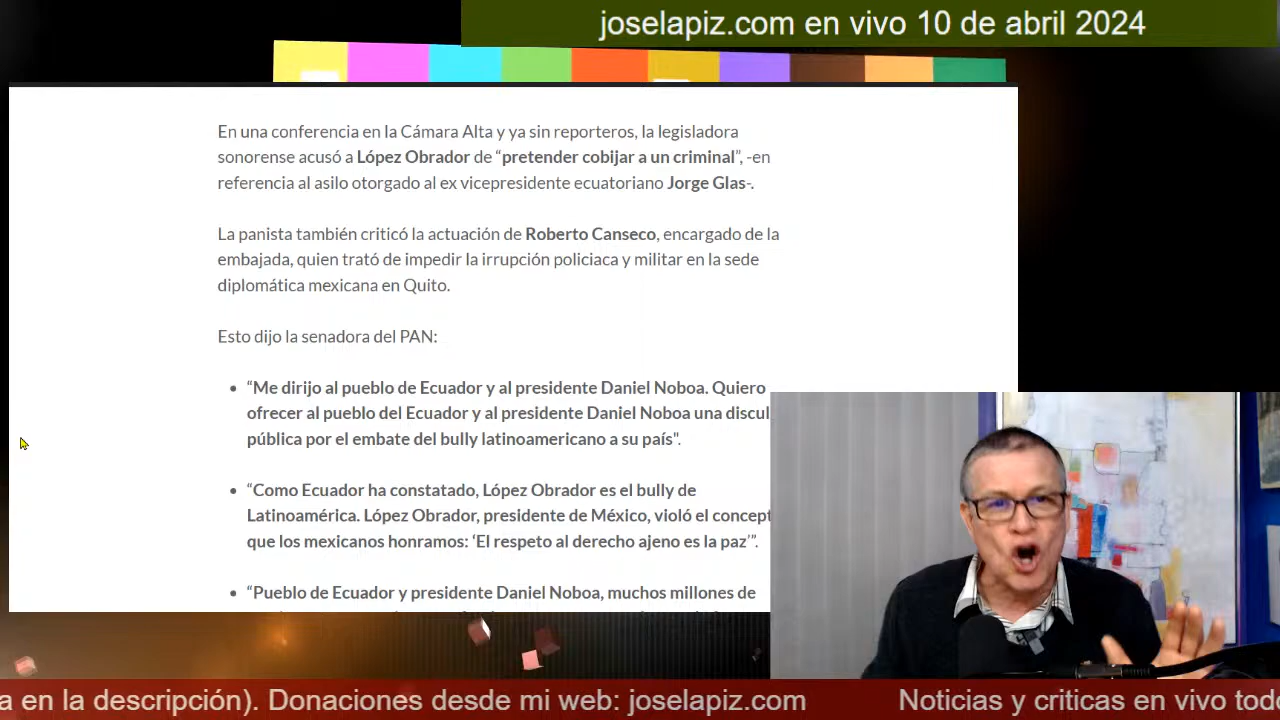 joselapiz.com en vivo 10 de abril 2024
En una conferencia en la Cámara Alta y ya sin reporteros, la legisladora
sonorense acusó a López Obrador de “pretender cobijar a un criminal”, -en
referencia al asilo otorgado al ex vicepresidente ecuatoriano Jorge Glas-.
La panista también criticó la actuación de Roberto Canseco, encargado de la
embajada, quien trató de impedir la irrupción policiaca y militar en la sede
diplomática mexicana en Quito.
Esto dijo la senadora del PAN:
• “Me dirijo al pueblo de Ecuador y al presidente Daniel Noboa. Quiero
ofrecer al pueblo del Ecuador y al presidente Daniel Noboa una discul
pública por el embate del bully latinoamericano a su país".
• “Como Ecuador ha constatado, López Obrador es el bully de
Latinoamérica. López Obrador, presidente de México, violó el concept
que los mexicanos honramos: ‘El respeto al derecho ajeno es la paz’”.
• “Pueblo de Ecuador y presidente Daniel Noboa, muchos millones de
a en la descripción). Donaciones desde mi web: joselapiz.com Noticias y criticas en vivo todo